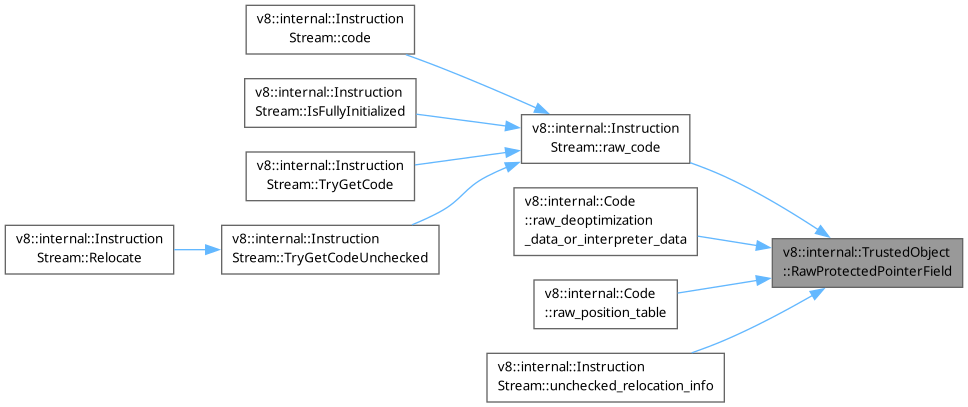 v8::internal::Instruction
Stream::code
v8::internal::Instruction
Stream::IsFullyInitialized
v8::internal::Instruction
Stream::raw_code
v8::internal::Instruction
Stream::TryGetCode
v8::internal::Code
::raw_deoptimization
_data_or_interpreter_data
v8::internal::Instruction
Stream::Relocate
v8::internal::Instruction
Stream::TryGetCodeUnchecked
v8::internal::TrustedObject
::RawProtectedPointerField
v8::internal::Code
::raw_position_table
v8::internal::Instruction
Stream::unchecked_relocation_info